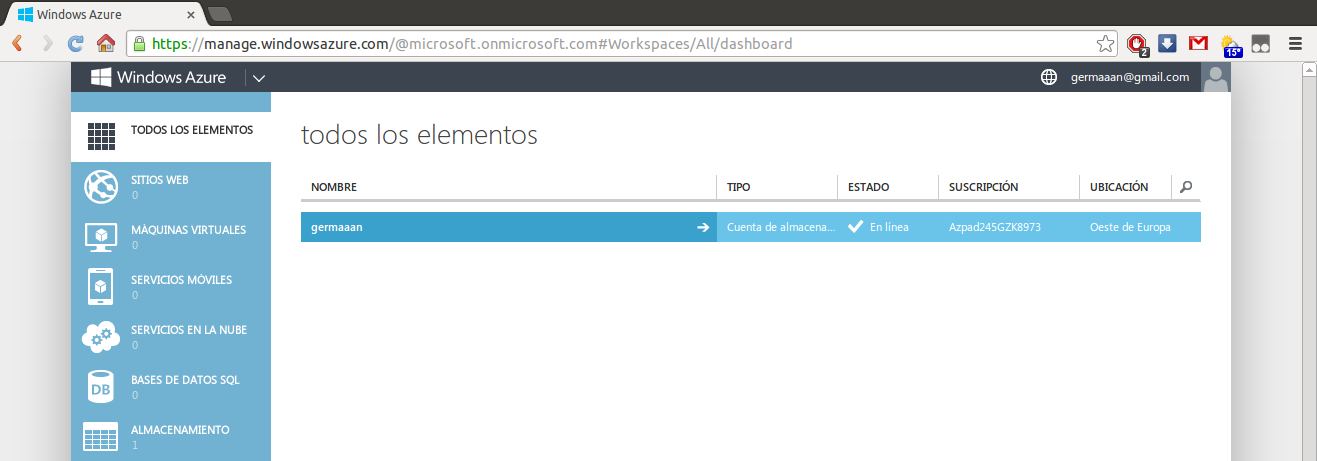 Windows Azure
https://manage.windowsazure.com/@microsoft.onmicrosoft.com#Workspaces/All/dashboard
2
15°
Windows Azure
germaaan@gmail.com
TODOS LOS ELEMENTOS
SITIOS WEB
0
MÁQUINAS VIRTUALES
0
SERVICIOS MÓVILES
0
SERVICIOS EN LA NUBE
0
DB
BASES DE DATOS SQL
0
ALMACENAMIENTO
1
todos los elementos
NOMBRE TIPO ESTADO SUSCRIPCIÓN UBICACIÓN
germaaan Cuenta de almacena... En línea Azpad245GZK8973 Oeste de Europa